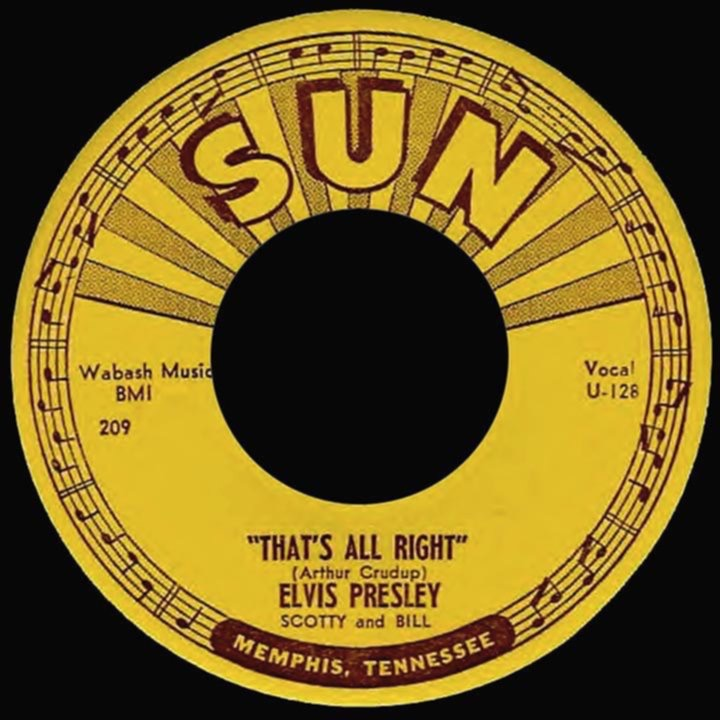 SUN
Wabash Music
BMI
209
Vocal
U-128
"THAT'S ALL RIGHT"
(Arthur Crudup)
ELVIS PRESLEY
SCOTTY and BILL
MEMPHIS, TENNESSEE